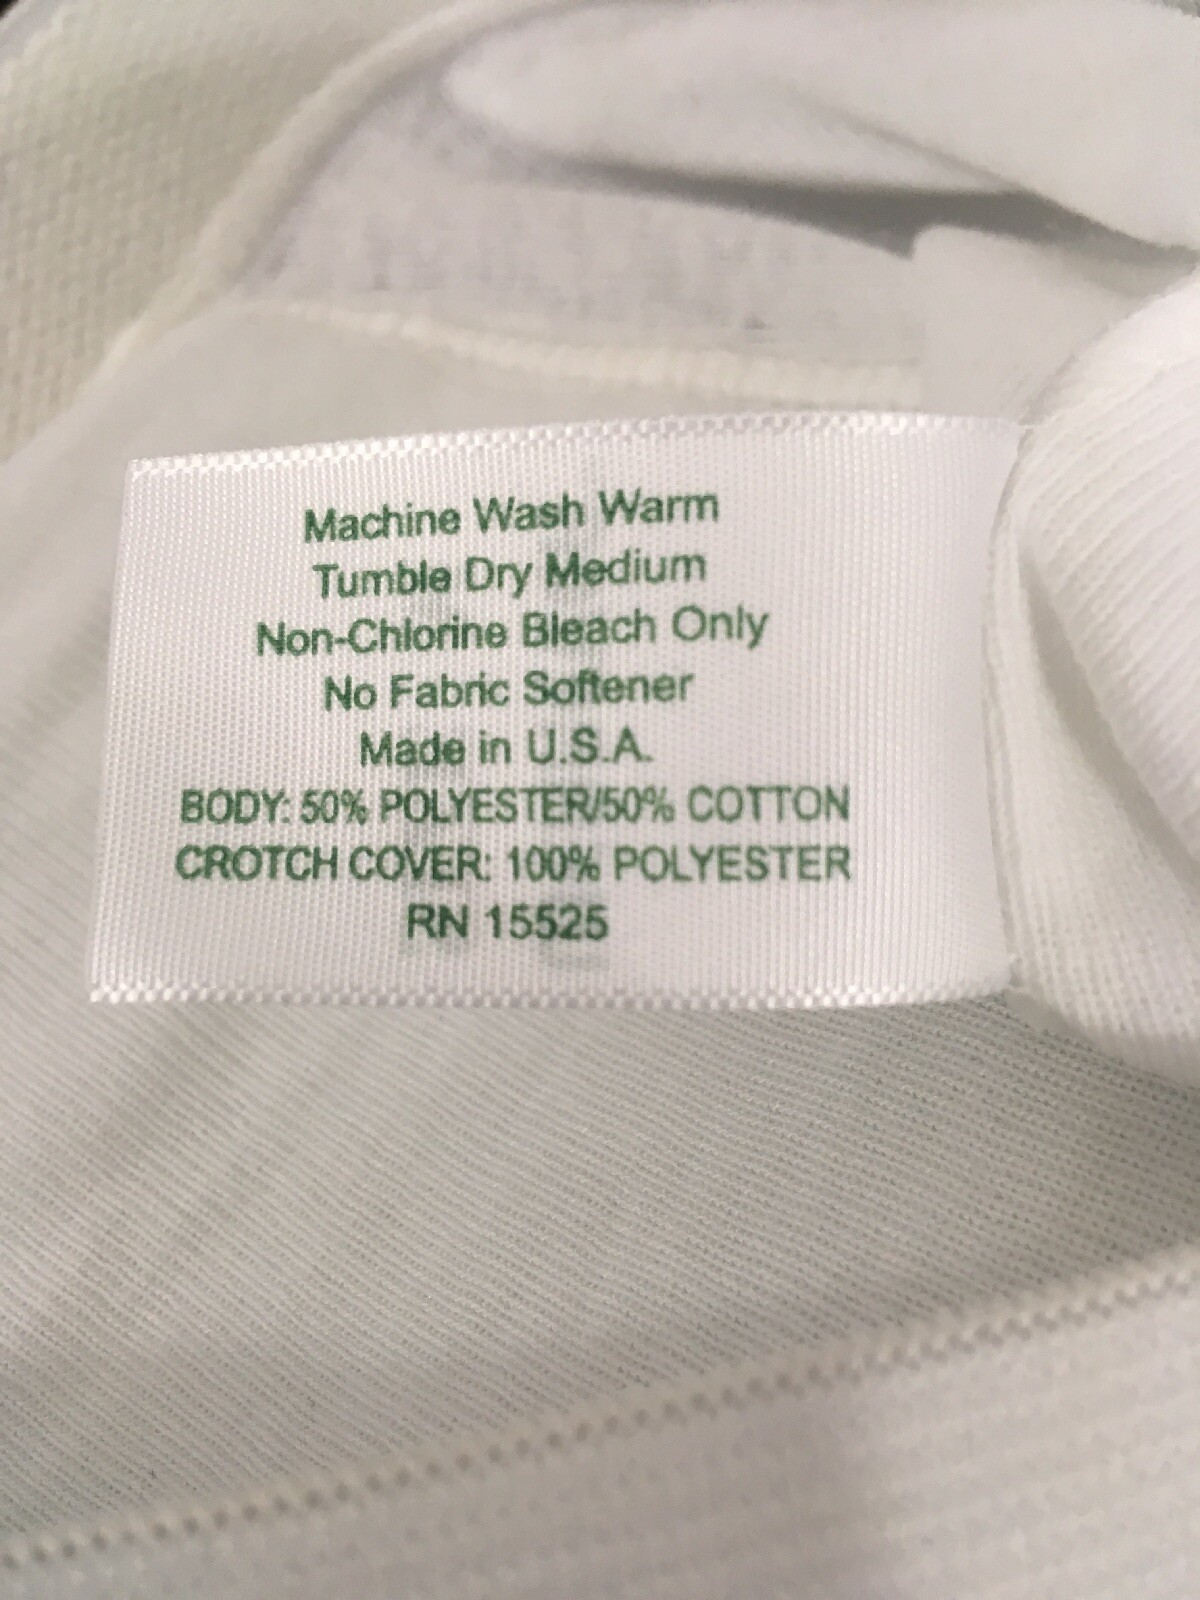 Machine Wash Warm
Tumble Dry Medium
Non-Chlorine Bleach Only
No Fabric Softener
Made in U.S.A.
BODY: 50% POLYESTER/50% COTTON
CROTCH COVER: 100% POLYESTER
RN 15525